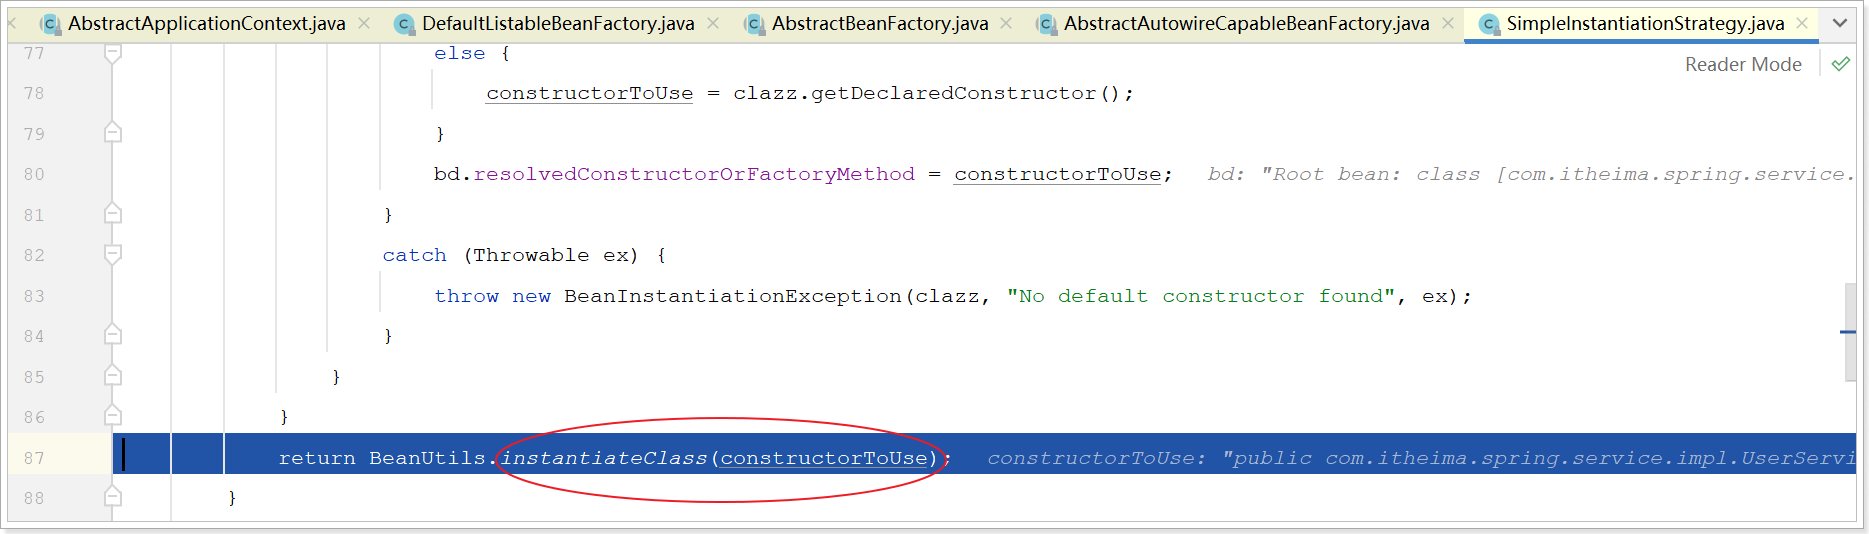 AbstractApplicationContext.java DefaultListableBeanFactory.java AbstractBeanFactory.java AbstractAutowireCapableBeanFactory.java SimpleInstantiationStrategy.java
Reader Mode
77 else {
78 constructorToUse = clazz.getDeclaredConstructor();
79 }
80 bd.resolvedConstructorOrFactoryMethod = constructorToUse; bd: "Root bean: class [com.itheima.spring.service.
81 }
82 catch (Throwable ex) {
83 throw new BeanInstantiationException(clazz, "No default constructor found", ex);
84 }
85 }
86 }
87 return BeanUtils.instantiateClass(constructorToUse); constructorToUse: "public com.itheima.spring.service.impl.UserServi
88 }